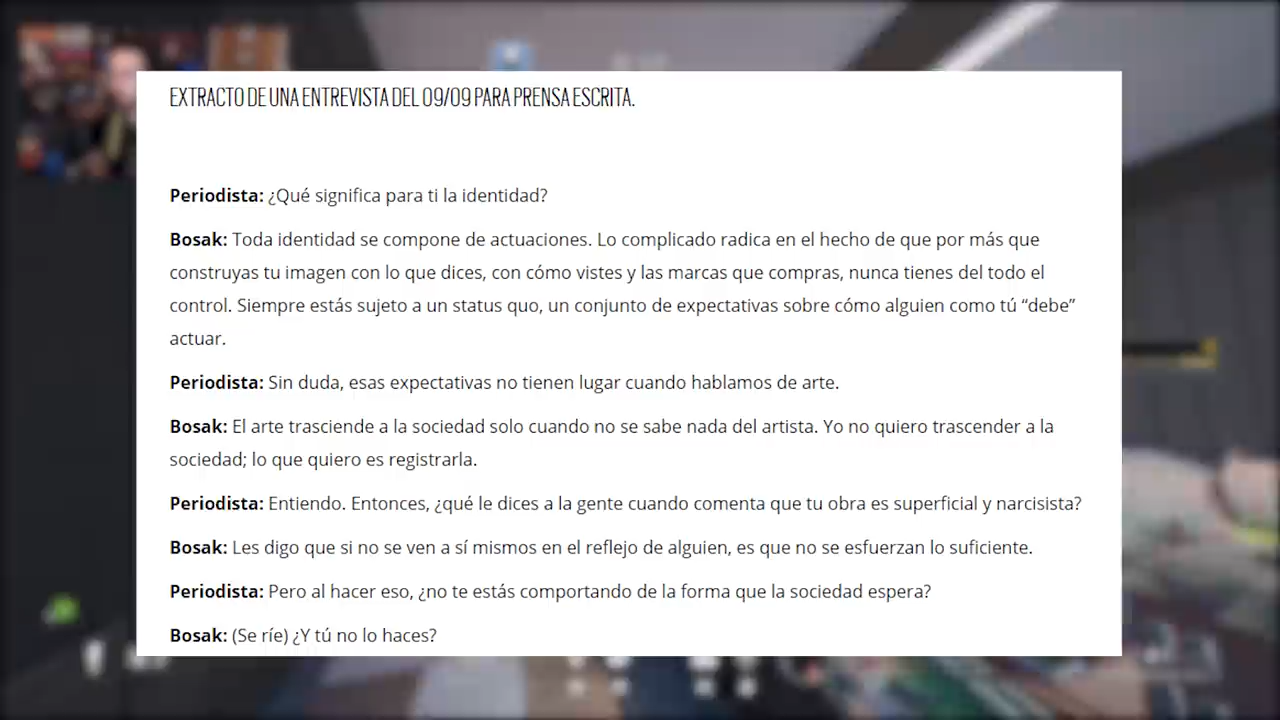 EXTRACTO DE UNA ENTREVISTA DEL 09/09 PARA PRENSA ESCRITA.
Periodista: ¿Qué significa para ti la identidad?
Bosak: Toda identidad se compone de actuaciones. Lo complicado radica en el hecho de que por más que
construyas tu imagen con lo que dices, con cómo vistes y las marcas que compras, nunca tienes del todo el
control. Siempre estás sujeto a un status quo, un conjunto de expectativas sobre cómo alguien como tú “debe”
actuar.
Periodista: Sin duda, esas expectativas no tienen lugar cuando hablamos de arte.
Bosak: El arte trasciende a la sociedad solo cuando no se sabe nada del artista. Yo no quiero trascender a la
sociedad; lo que quiero es registrarla.
Periodista: Entiendo. Entonces, ¿qué le dices a la gente cuando comenta que tu obra es superficial y narcisista?
Bosak: Les digo que si no se ven a sí mismos en el reflejo de alguien, es que no se esfuerzan lo suficiente.
Periodista: Pero al hacer eso, ¿no te estás comportando de la forma que la sociedad espera?
Bosak: (Se ríe) ¿Y tú no lo haces?